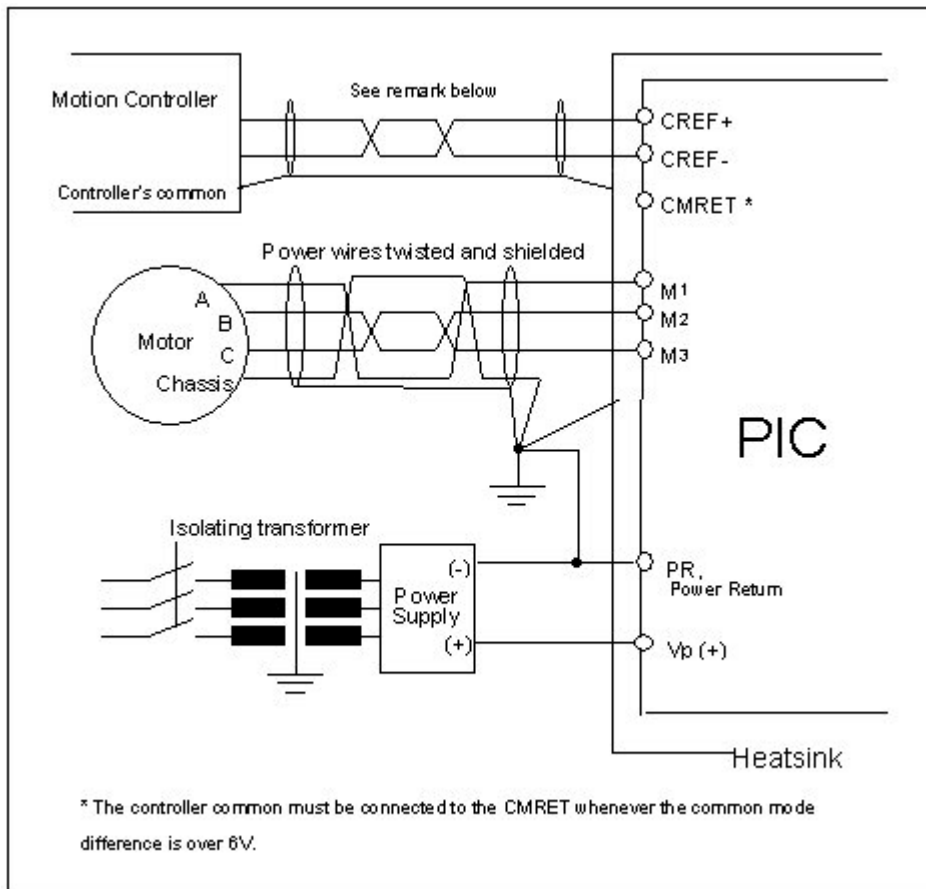 Motion Controller
See remark below
CREF+
CREF-
Controller's common
CMRET *
Power wires twisted and shielded
A
B
C
Motor
Chassis
M1
M2
M3
PIC
Isolating transformer
(-)
Power
Supply
(+)
PR,
Power Return
Vp (+)
Heatsink
* The controller common must be connected to the CMRET whenever the common mode
difference is over 6V.